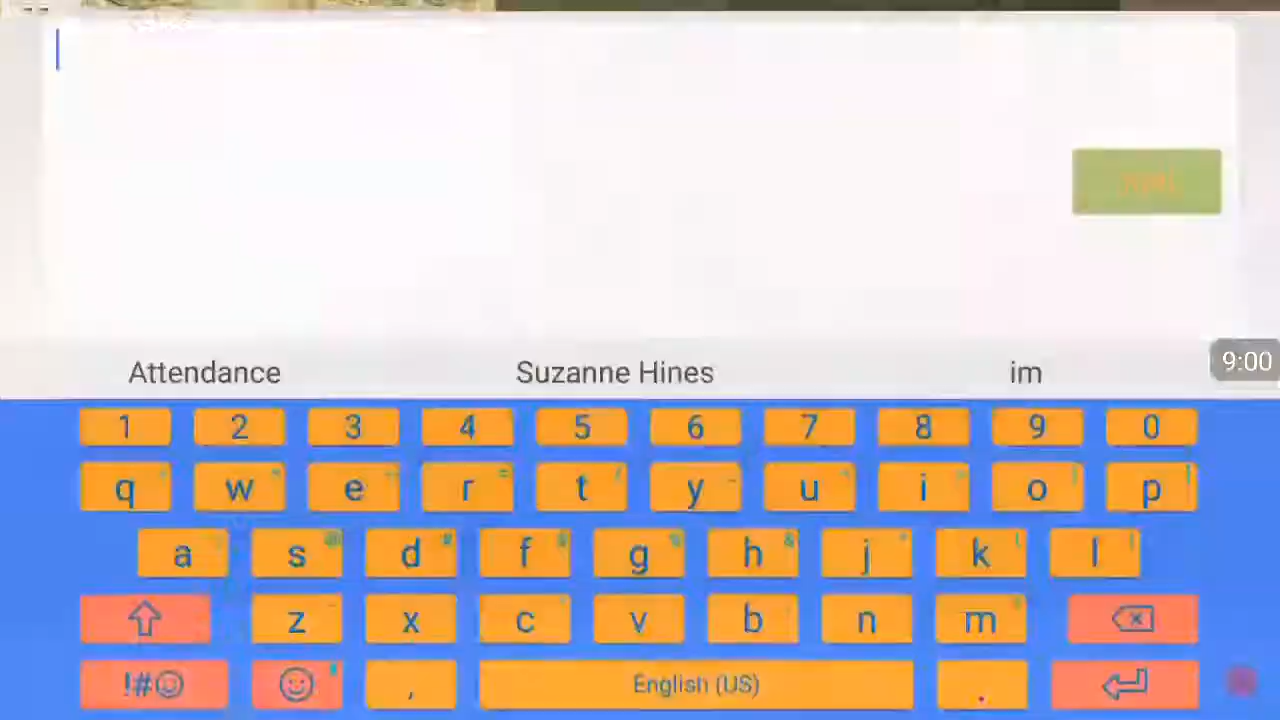 Attendance Suzanne Hines im
9:00
1 2 3 4 5 6 7 8 9 0
q w e r t y u i o p
a s d f g h j k l
z x c v b n m
!#☺ , English (US) .